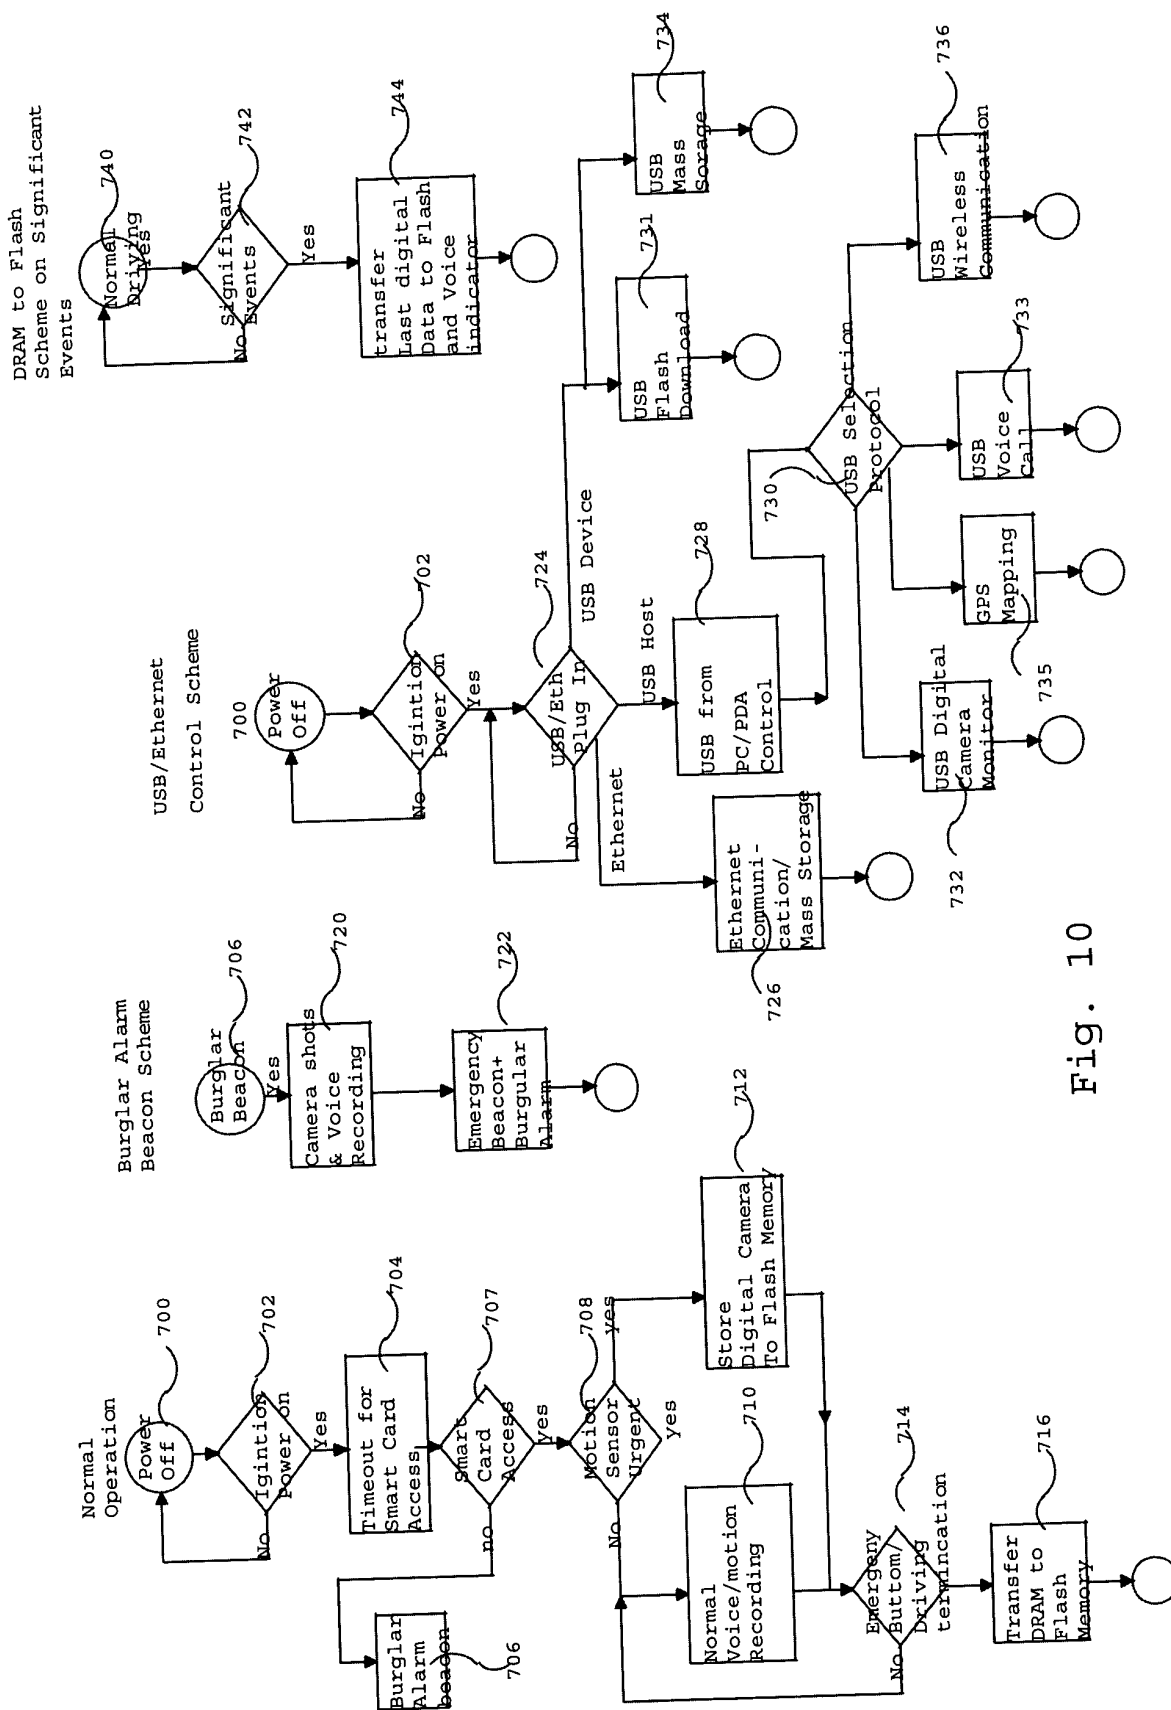 Normal
Operation
Power
Off
700
Igintion
Power on
702
No
Yes
Timeout for
Smart Card
Access
704
Smart
Card
Access
707
no
yes
Burglar
Alarm
beacon
706
Motion
Sensor
Urgent
708
No
yes
yes
Normal
Voice/motion
Recording
710
Store
Digital Camera
To Flash Memory
712
Emergeny
Buttom/
Driving
termincation
714
No
Transfer
DRAM to
Flash
Memory
716
Burglar Alarm
Beacon Scheme
Burglar
Beacon
706
Yes
Camera shots
& Voice
Recording
720
Emergency
Beacon+
Burgular
Alarm
722
USB/Ethernet
Control Scheme
700
Power
Off
Igintion
Power on
702
No
Yes
USB/Eth
Plug In
724
No
Ethernet
USB Host
USB Device
Ethernet
Communi-
cation/
Mass Storage
726
USB from
PC/PDA
Control
728
USB
Flash
Download
731
USB
Mass
Sorage
734
730
USB Selection
Protocol
USB Digital
Camera
Monitor
732
GPS
Mapping
735
USB
Voice
Call
733
USB
Wireless
Communication
736
DRAM to Flash
Scheme on Significant
Events
Normal
Driving
740
Yes
Significant
Events
742
No
Yes
transfer
Last digital
Data to Flash
and Voice
indicator
744
Fig. 10